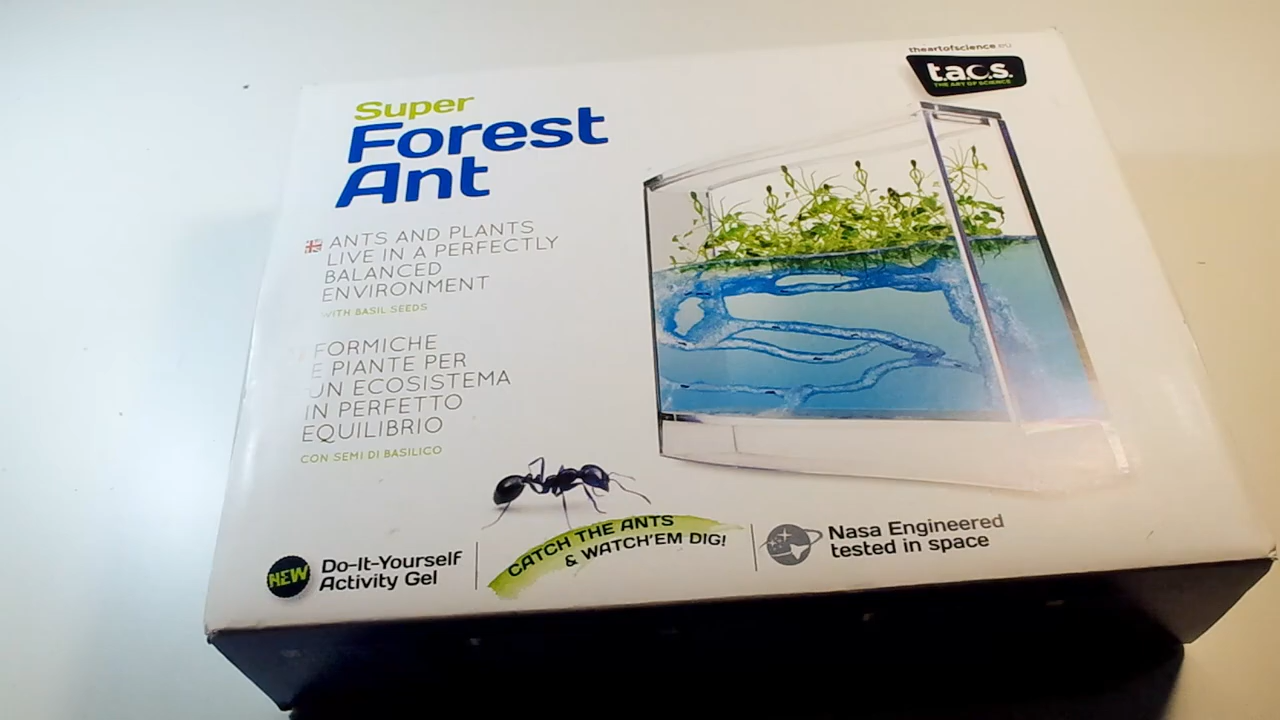 theartofscience.eu
t.a.o.s.
THE ART OF SCIENCE
Super
Forest
Ant
ANTS AND PLANTS
LIVE IN A PERFECTLY
BALANCED
ENVIRONMENT
WITH BASIL SEEDS
FORMICHE
E PIANTE PER
UN ECOSISTEMA
IN PERFETTO
EQUILIBRIO
CON SEMI DI BASILICO
NEW
Do-It-Yourself
Activity Gel
CATCH THE ANTS
& WATCH'EM DIG!
Nasa Engineered
tested in space